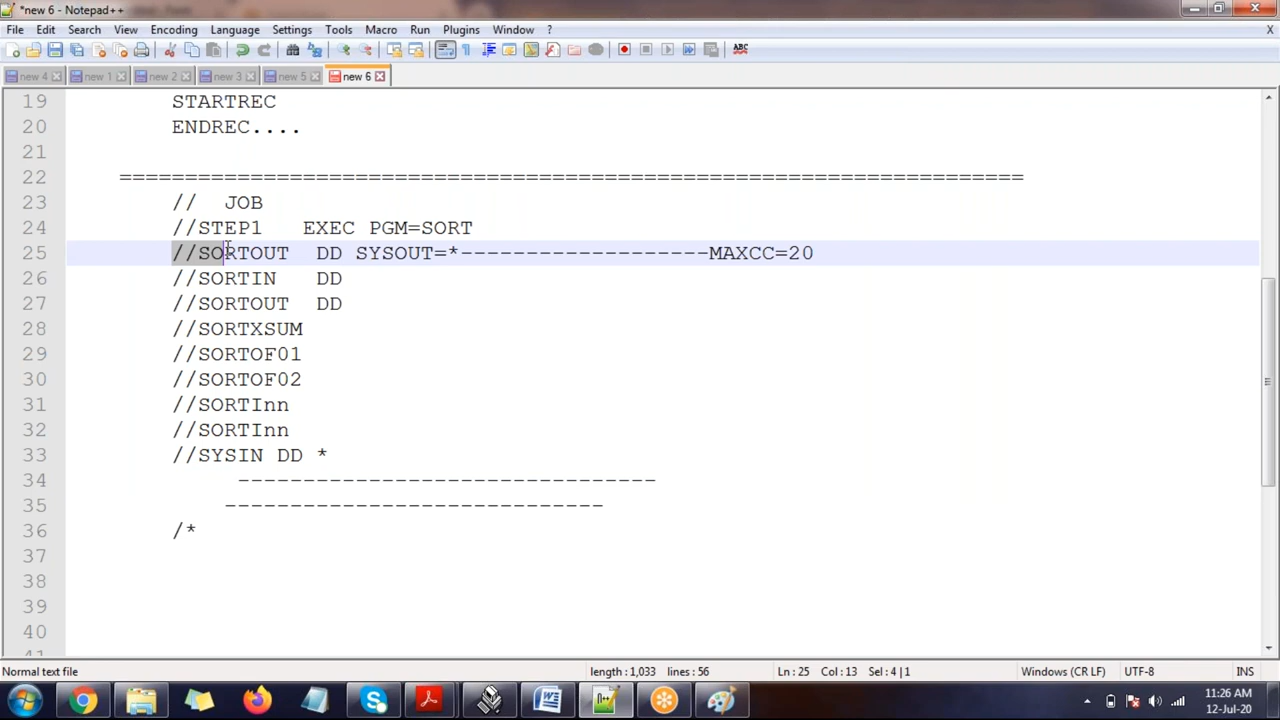 *new 6 - Notepad++
File Edit Search View Encoding Language Settings Tools Macro Run Plugins Window ? X
new 4 new 1 new 2 new 3 new 5 new 6
19 STARTREC
20 ENDREC....
21
22 =====================================================================
23 // JOB
24 //STEP1 EXEC PGM=SORT
25 //SORTOUT DD SYSOUT=*-------------------MAXCC=20
26 //SORTIN DD
27 //SORTOUT DD
28 //SORTXSUM
29 //SORTOF01
30 //SORTOF02
31 //SORTInn
32 //SORTInn
33 //SYSIN DD *
34 --------------------------------
35 -----------------------------
36 /*
37
38
39
40
Normal text file length : 1,033 lines : 56 Ln : 25 Col : 13 Sel : 4 | 1 Windows (CR LF) UTF-8 INS
11:26 AM
12-Jul-20